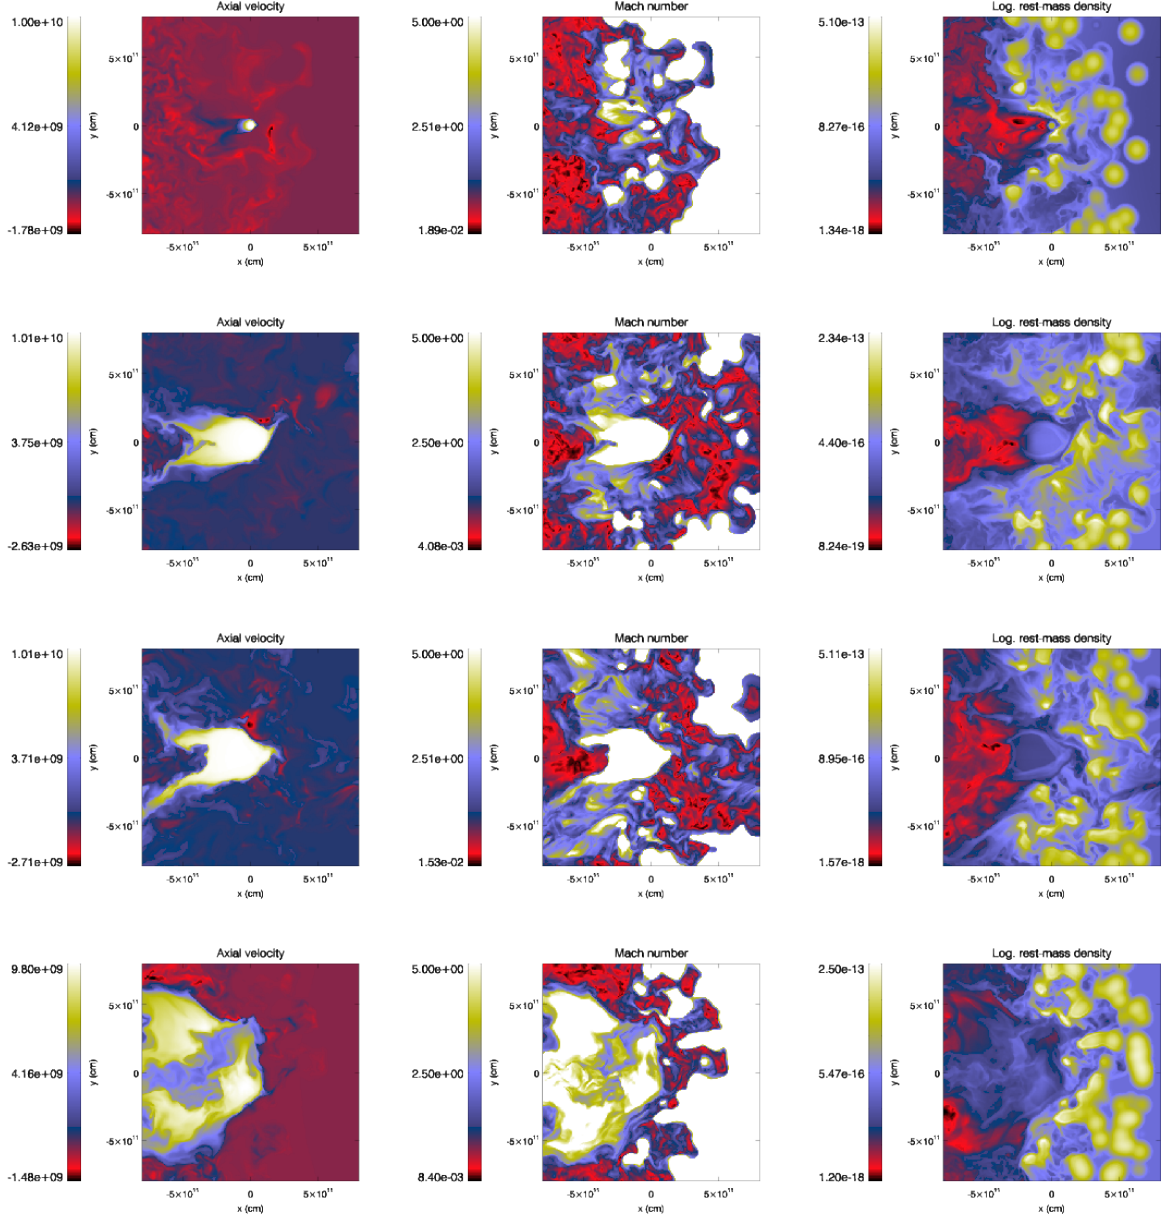 Axial velocity Mach number Log. rest-mass density
1.00e+10 5.00e+00 5.10e-13
5×10¹¹ 5×10¹¹ 5×10¹¹
4.12e+09 y (cm) 0 2.51e+00 y (cm) 0 8.27e-16 y (cm) 0
-5×10¹¹ -5×10¹¹ -5×10¹¹
-1.78e+09 1.89e-02 1.34e-18
-5×10¹¹ 0 5×10¹¹ -5×10¹¹ 0 5×10¹¹ -5×10¹¹ 0 5×10¹¹
x (cm) x (cm) x (cm)
Axial velocity Mach number Log. rest-mass density
1.01e+10 5.00e+00 2.34e-13
5×10¹¹ 5×10¹¹ 5×10¹¹
3.75e+09 y (cm) 0 2.50e+00 y (cm) 0 4.40e-16 y (cm) 0
-5×10¹¹ -5×10¹¹ -5×10¹¹
-2.63e+09 4.08e-03 8.24e-19
-5×10¹¹ 0 5×10¹¹ -5×10¹¹ 0 5×10¹¹ -5×10¹¹ 0 5×10¹¹
x (cm) x (cm) x (cm)
Axial velocity Mach number Log. rest-mass density
1.01e+10 5.00e+00 5.11e-13
5×10¹¹ 5×10¹¹ 5×10¹¹
3.71e+09 y (cm) 0 2.51e+00 y (cm) 0 8.95e-16 y (cm) 0
-5×10¹¹ -5×10¹¹ -5×10¹¹
-2.71e+09 1.53e-02 1.57e-18
-5×10¹¹ 0 5×10¹¹ -5×10¹¹ 0 5×10¹¹ -5×10¹¹ 0 5×10¹¹
x (cm) x (cm) x (cm)
Axial velocity Mach number Log. rest-mass density
9.80e+09 5.00e+00 2.50e-13
5×10¹¹ 5×10¹¹ 5×10¹¹
4.16e+09 y (cm) 0 2.50e+00 y (cm) 0 5.47e-16 y (cm) 0
-5×10¹¹ -5×10¹¹ -5×10¹¹
-1.48e+09 8.40e-03 1.20e-18
-5×10¹¹ 0 5×10¹¹ -5×10¹¹ 0 5×10¹¹ -5×10¹¹ 0 5×10¹¹
x (cm) x (cm) x (cm)